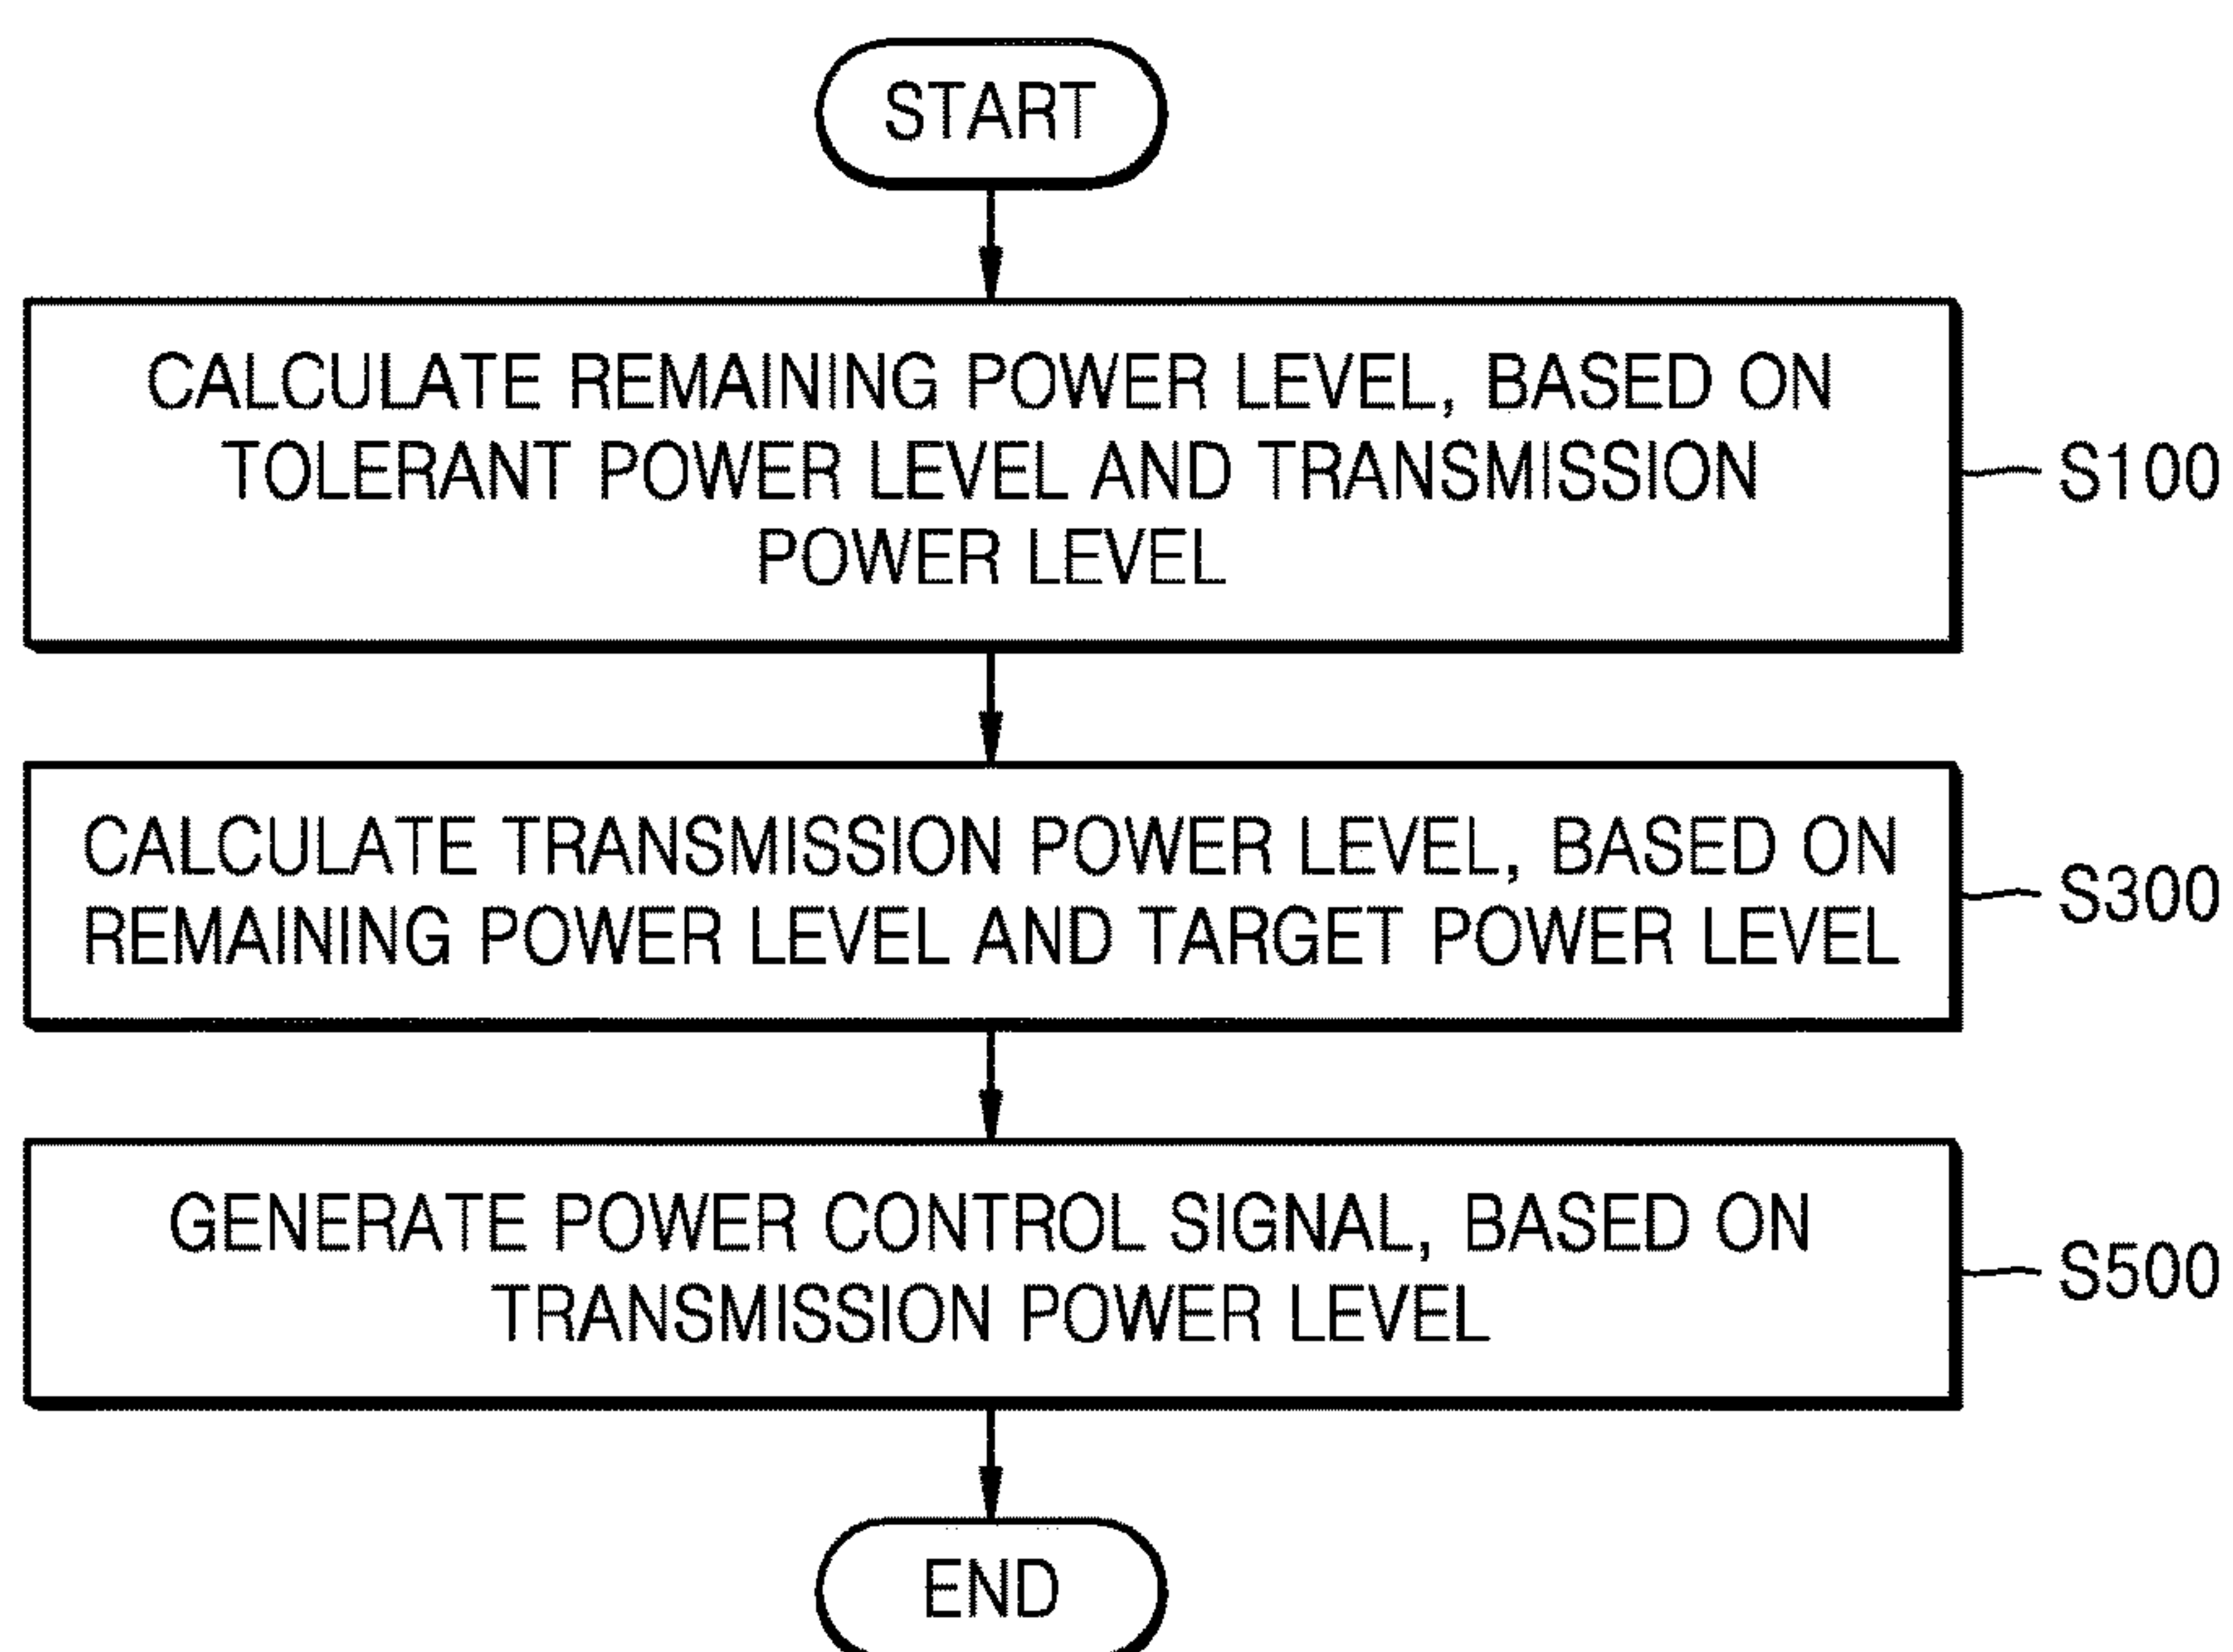 START
CALCULATE REMAINING POWER LEVEL, BASED ON
TOLERANT POWER LEVEL AND TRANSMISSION
POWER LEVEL
S100
CALCULATE TRANSMISSION POWER LEVEL, BASED ON
REMAINING POWER LEVEL AND TARGET POWER LEVEL
S300
GENERATE POWER CONTROL SIGNAL, BASED ON
TRANSMISSION POWER LEVEL
S500
END